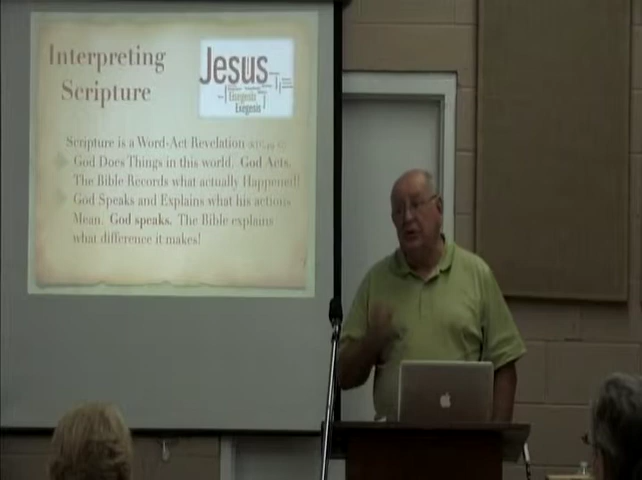 Interpreting
Scripture
Jesus
Eisegesis
Exegesis
Scripture is a Word-Act Revelation
God Does Things in this world. God Acts.
The Bible Records what actually Happened!
God Speaks and Explains what his actions
Mean. God speaks. The Bible explains
what difference it makes!